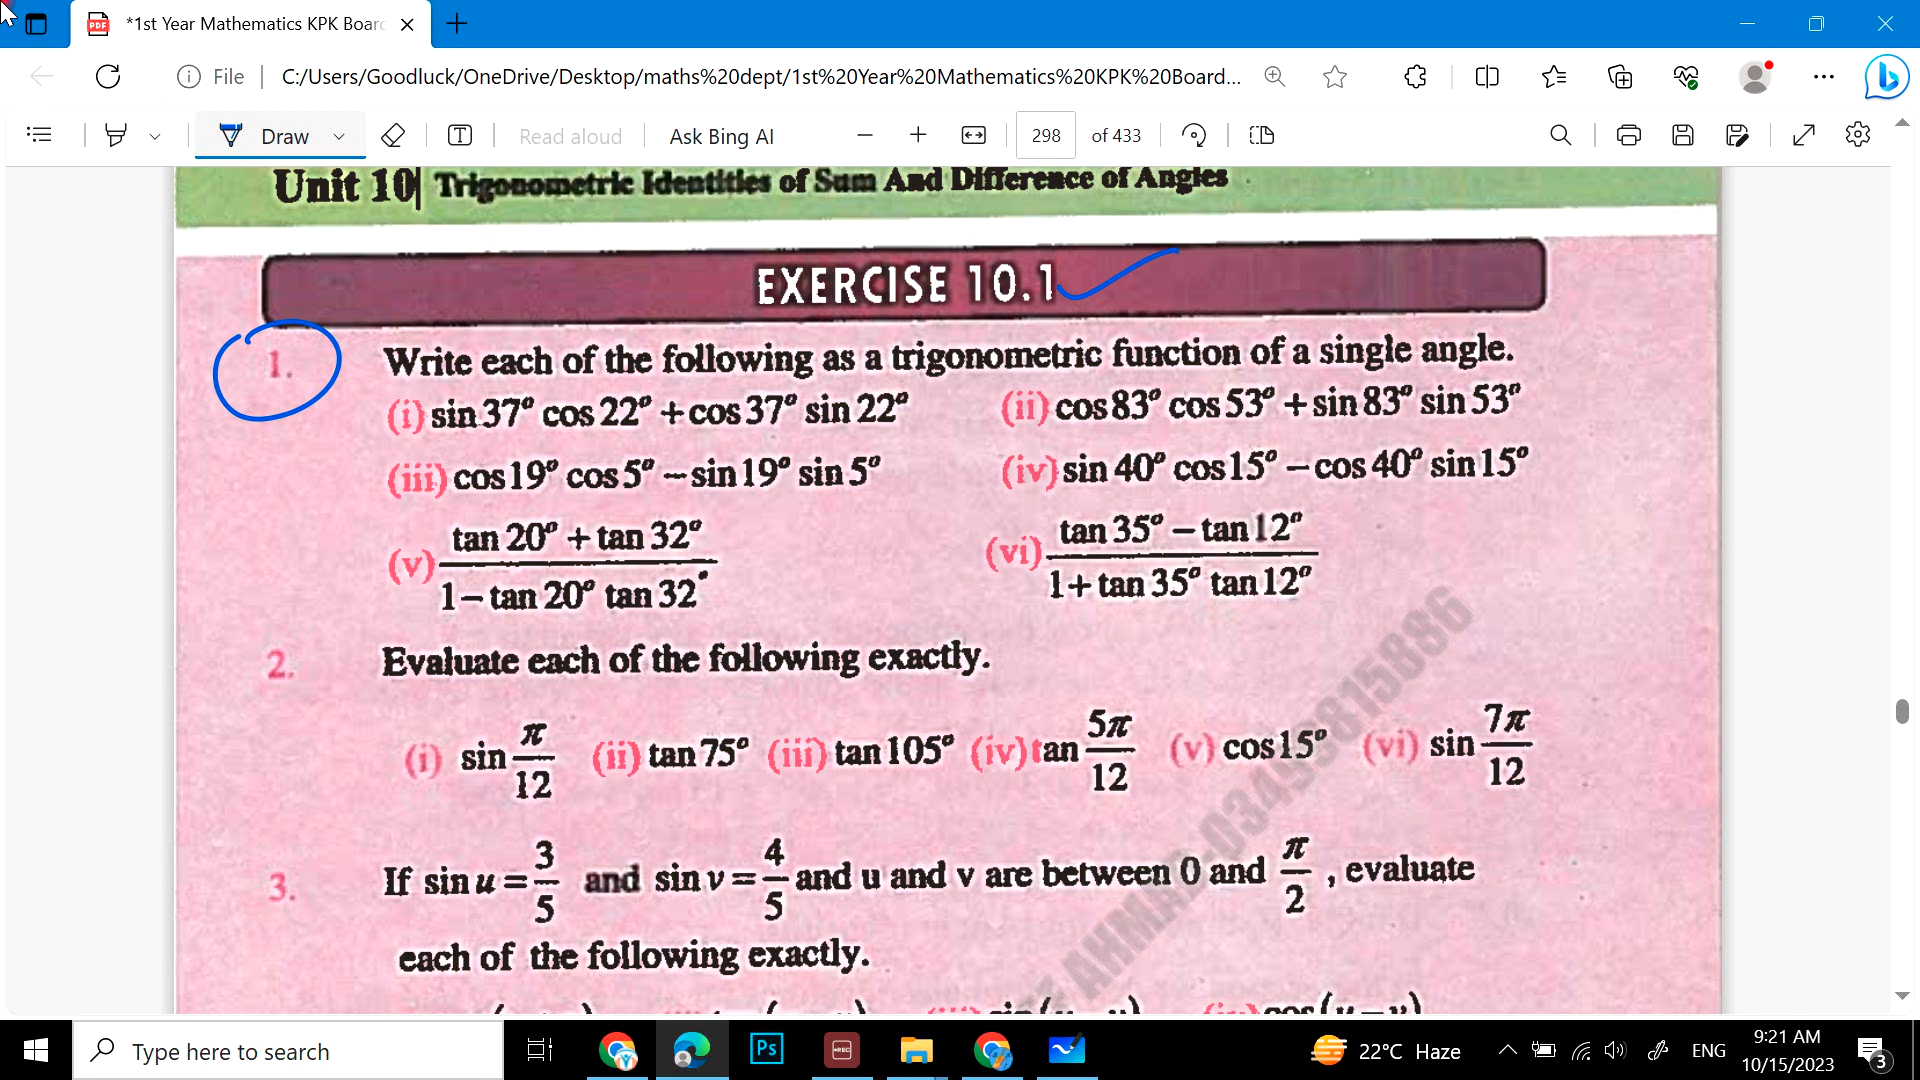 *1st Year Mathematics KPK Boar
File
C:/Users/Goodluck/OneDrive/Desktop/maths%20dept/1st%20Year%20Mathematics%20KPK%20Board...
Draw
Read aloud
Ask Bing AI
298 of 433
Unit 10| Trigonometric Identities of Sum And Difference of Angles
EXERCISE 10.1
1. Write each of the following as a trigonometric function of a single angle.
(i) sin 37° cos 22° + cos 37° sin 22° (ii) cos 83° cos 53° + sin 83° sin 53°
(iii) cos 19° cos 5° − sin 19° sin 5° (iv) sin 40° cos 15° − cos 40° sin 15°
(v) tan 20° + tan 32° / 1 − tan 20° tan 32° (vi) tan 35° − tan 12° / 1 + tan 35° tan 12°
2. Evaluate each of the following exactly.
(i) sin π/12 (ii) tan 75° (iii) tan 105° (iv) tan 5π/12 (v) cos 15° (vi) sin 7π/12
3. If sin u = 3/5 and sin v = 4/5 and u and v are between 0 and π/2 , evaluate
each of the following exactly.
AHMAD 03459815886
Type here to search
Ps
REC
22°C Haze
ENG
9:21 AM
10/15/2023
3